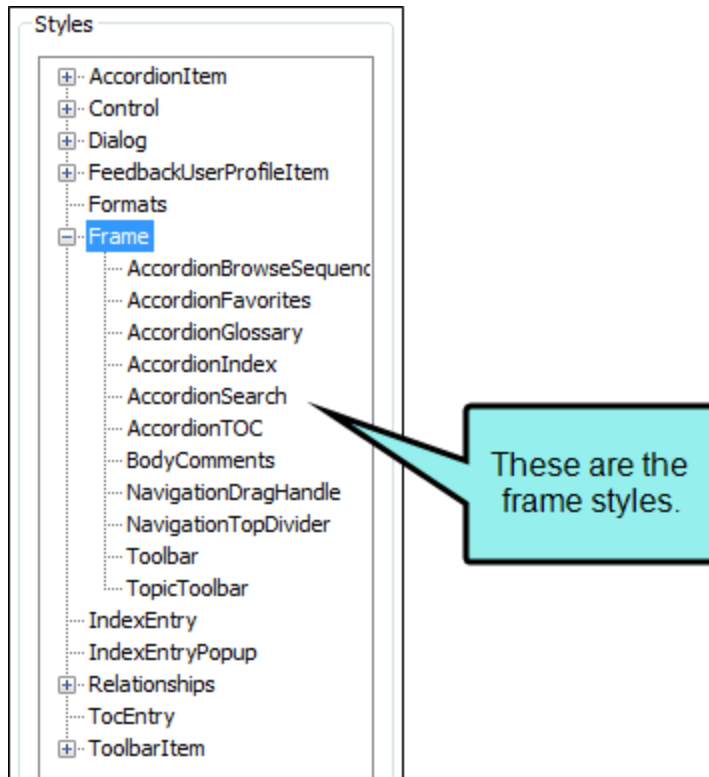 Styles
AccordionItem
Control
Dialog
FeedbackUserProfileItem
Formats
Frame
AccordionBrowseSequenc
AccordionFavorites
AccordionGlossary
AccordionIndex
AccordionSearch
AccordionTOC
BodyComments
NavigationDragHandle
NavigationTopDivider
Toolbar
TopicToolbar
IndexEntry
IndexEntryPopup
Relationships
TocEntry
ToolbarItem
These are the
frame styles.